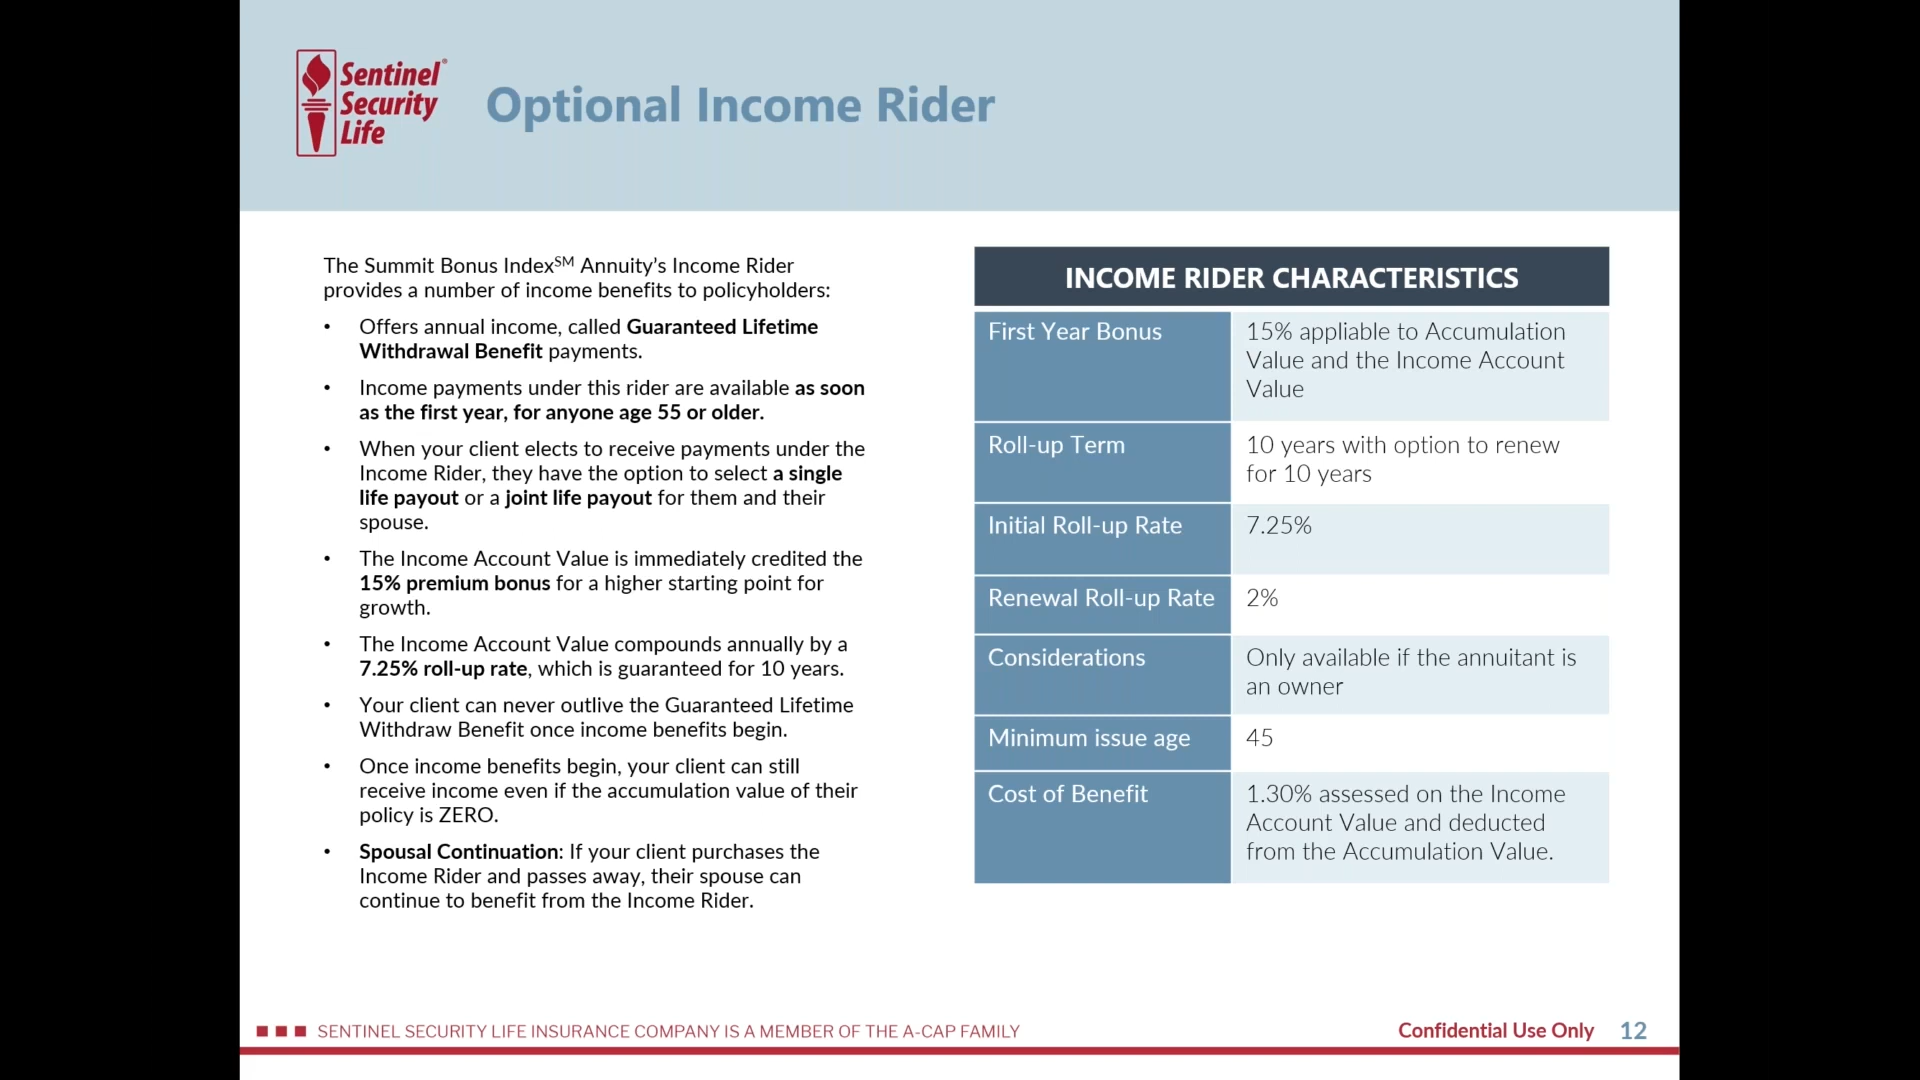 Sentinel®
Security
Life
Optional Income Rider
The Summit Bonus Index℠ Annuity’s Income Rider
provides a number of income benefits to policyholders:
• Offers annual income, called Guaranteed Lifetime
Withdrawal Benefit payments.
• Income payments under this rider are available as soon
as the first year, for anyone age 55 or older.
• When your client elects to receive payments under the
Income Rider, they have the option to select a single
life payout or a joint life payout for them and their
spouse.
• The Income Account Value is immediately credited the
15% premium bonus for a higher starting point for
growth.
• The Income Account Value compounds annually by a
7.25% roll-up rate, which is guaranteed for 10 years.
• Your client can never outlive the Guaranteed Lifetime
Withdraw Benefit once income benefits begin.
• Once income benefits begin, your client can still
receive income even if the accumulation value of their
policy is ZERO.
• Spousal Continuation: If your client purchases the
Income Rider and passes away, their spouse can
continue to benefit from the Income Rider.
INCOME RIDER CHARACTERISTICS
First Year Bonus
15% appliable to Accumulation
Value and the Income Account
Value
Roll-up Term
10 years with option to renew
for 10 years
Initial Roll-up Rate
7.25%
Renewal Roll-up Rate
2%
Considerations
Only available if the annuitant is
an owner
Minimum issue age
45
Cost of Benefit
1.30% assessed on the Income
Account Value and deducted
from the Accumulation Value.
SENTINEL SECURITY LIFE INSURANCE COMPANY IS A MEMBER OF THE A-CAP FAMILY
Confidential Use Only 12